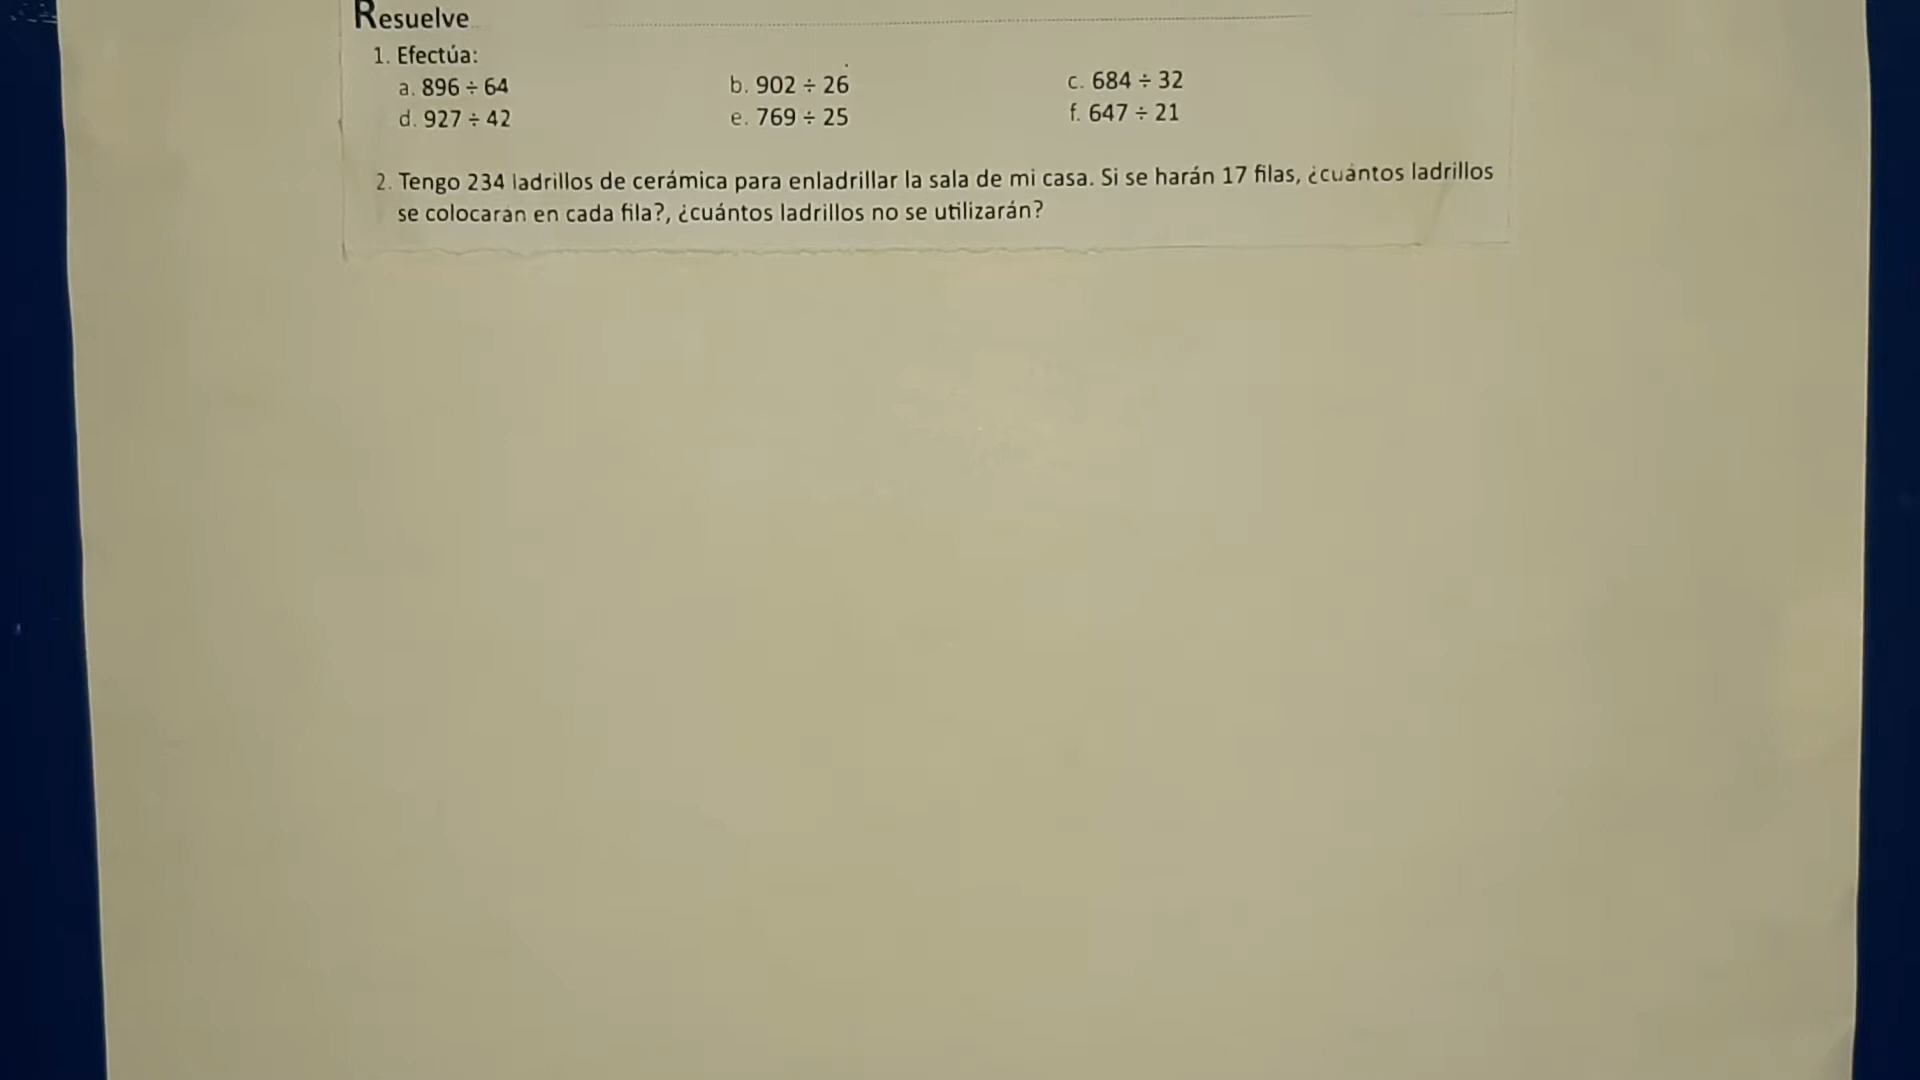 Resuelve
1. Efectúa:
a. 896 ÷ 64 b. 902 ÷ 26 c. 684 ÷ 32
d. 927 ÷ 42 e. 769 ÷ 25 f. 647 ÷ 21
2. Tengo 234 ladrillos de cerámica para enladrillar la sala de mi casa. Si se harán 17 filas, ¿cuántos ladrillos
se colocarán en cada fila?, ¿cuántos ladrillos no se utilizarán?